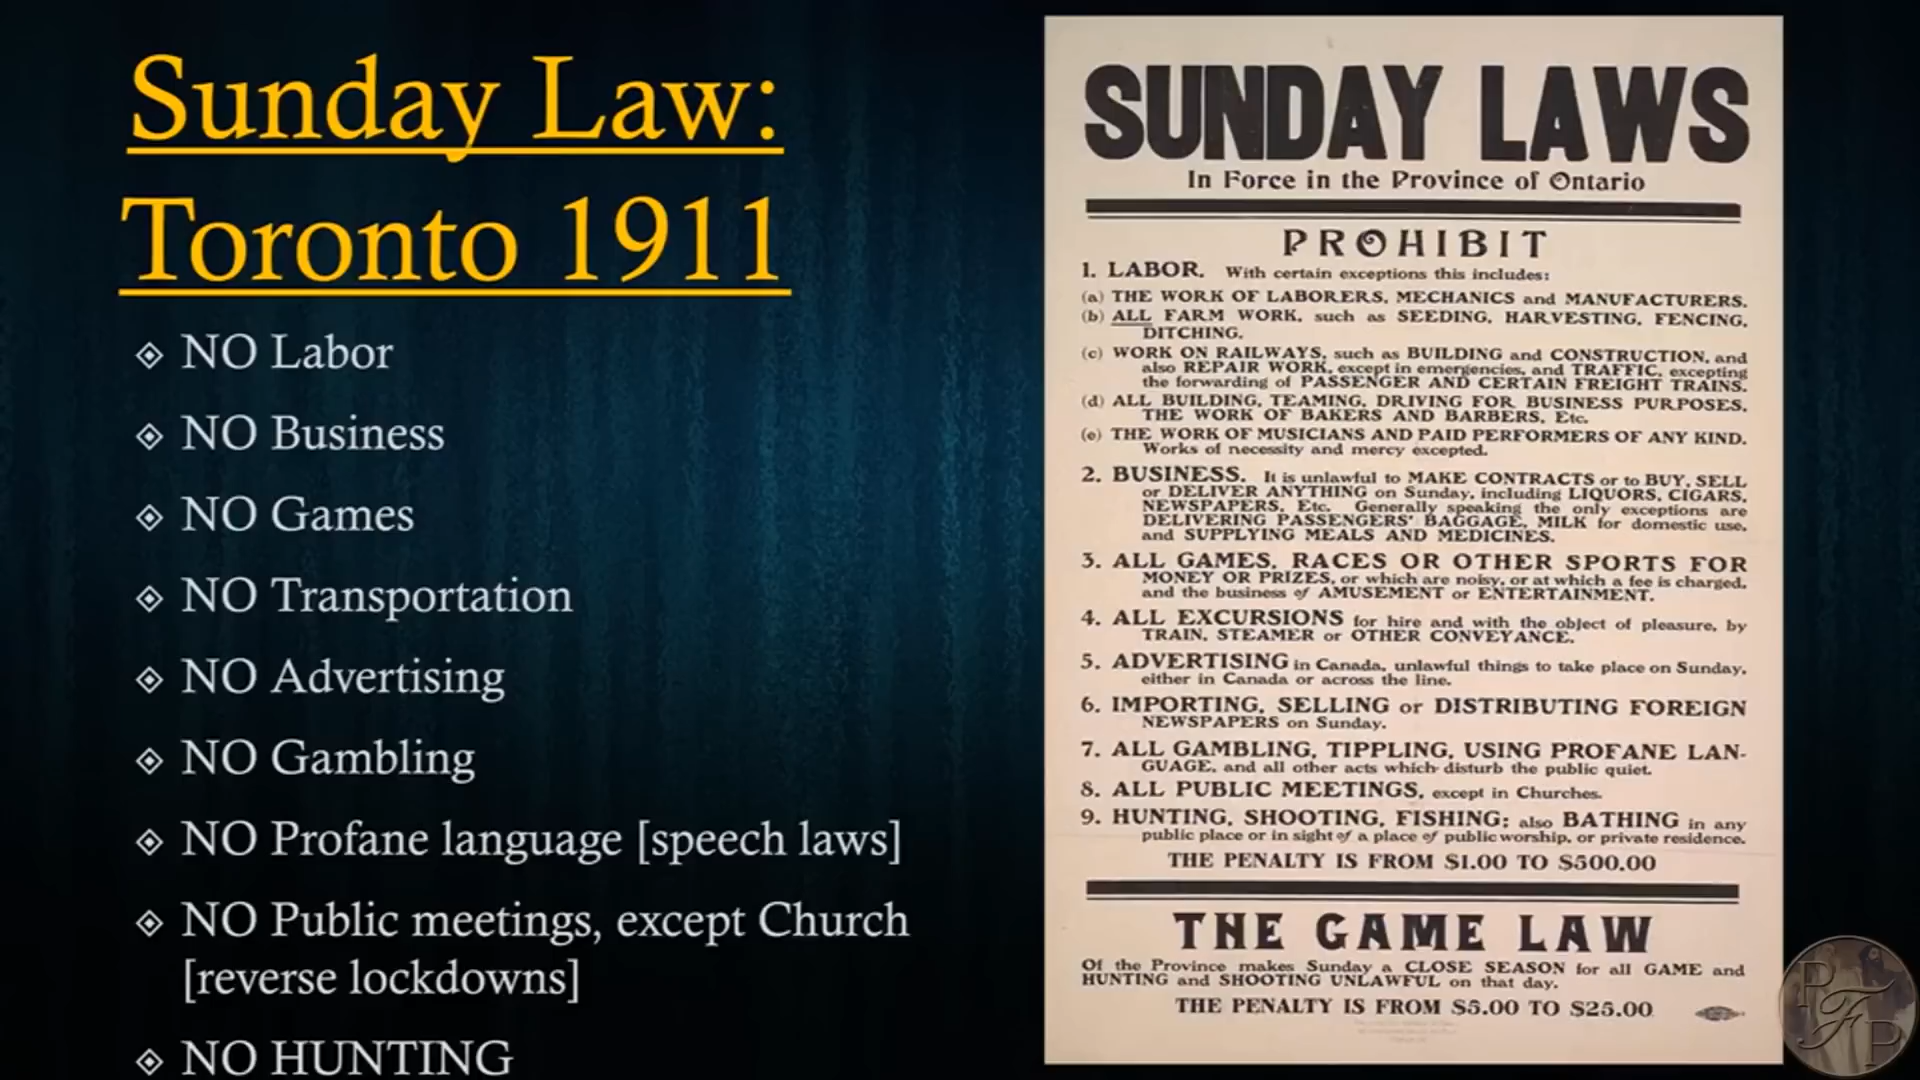 Sunday Law:
Toronto 1911
NO Labor
NO Business
NO Games
NO Transportation
NO Advertising
NO Gambling
NO Profane language [speech laws]
NO Public meetings, except Church
[reverse lockdowns]
NO HUNTING
SUNDAY LAWS
In Force in the Province of Ontario
PROHIBIT
1. LABOR. With certain exceptions this includes:
(a) THE WORK OF LABORERS, MECHANICS and MANUFACTURERS.
(b) ALL FARM WORK, such as SEEDING, HARVESTING, FENCING,
DITCHING.
(c) WORK ON RAILWAYS, such as BUILDING and CONSTRUCTION, and
also REPAIR WORK, except in emergencies, and TRAFFIC, excepting
the forwarding of PASSENGER AND CERTAIN FREIGHT TRAINS.
(d) ALL BUILDING, TEAMING, DRIVING FOR BUSINESS PURPOSES,
THE WORK OF BAKERS AND BARBERS, Etc.
(e) THE WORK OF MUSICIANS AND PAID PERFORMERS OF ANY KIND.
Works of necessity and mercy excepted.
2. BUSINESS. It is unlawful to MAKE CONTRACTS or to BUY, SELL
or DELIVER ANYTHING on Sunday, including LIQUORS, CIGARS,
NEWSPAPERS, Etc. Generally speaking the only exceptions are
DELIVERING PASSENGERS' BAGGAGE, MILK for domestic use,
and SUPPLYING MEALS AND MEDICINES.
3. ALL GAMES, RACES OR OTHER SPORTS FOR
MONEY OR PRIZES, or which are noisy, or at which a fee is charged,
and the business of AMUSEMENT or ENTERTAINMENT.
4. ALL EXCURSIONS for hire and with the object of pleasure, by
TRAIN, STEAMER or OTHER CONVEYANCE.
5. ADVERTISING in Canada, unlawful things to take place on Sunday,
either in Canada or across the line.
6. IMPORTING, SELLING or DISTRIBUTING FOREIGN
NEWSPAPERS on Sunday.
7. ALL GAMBLING, TIPPLING, USING PROFANE LAN-
GUAGE, and all other acts which disturb the public quiet.
8. ALL PUBLIC MEETINGS, except in Churches.
9. HUNTING, SHOOTING, FISHING; also BATHING in any
public place or in sight of a place of public worship, or private residence.
THE PENALTY IS FROM $1.00 TO $500.00
THE GAME LAW
Of the Province makes Sunday a CLOSE SEASON for all GAME and
HUNTING and SHOOTING UNLAWFUL on that day.
THE PENALTY IS FROM $5.00 TO $25.00
PFP